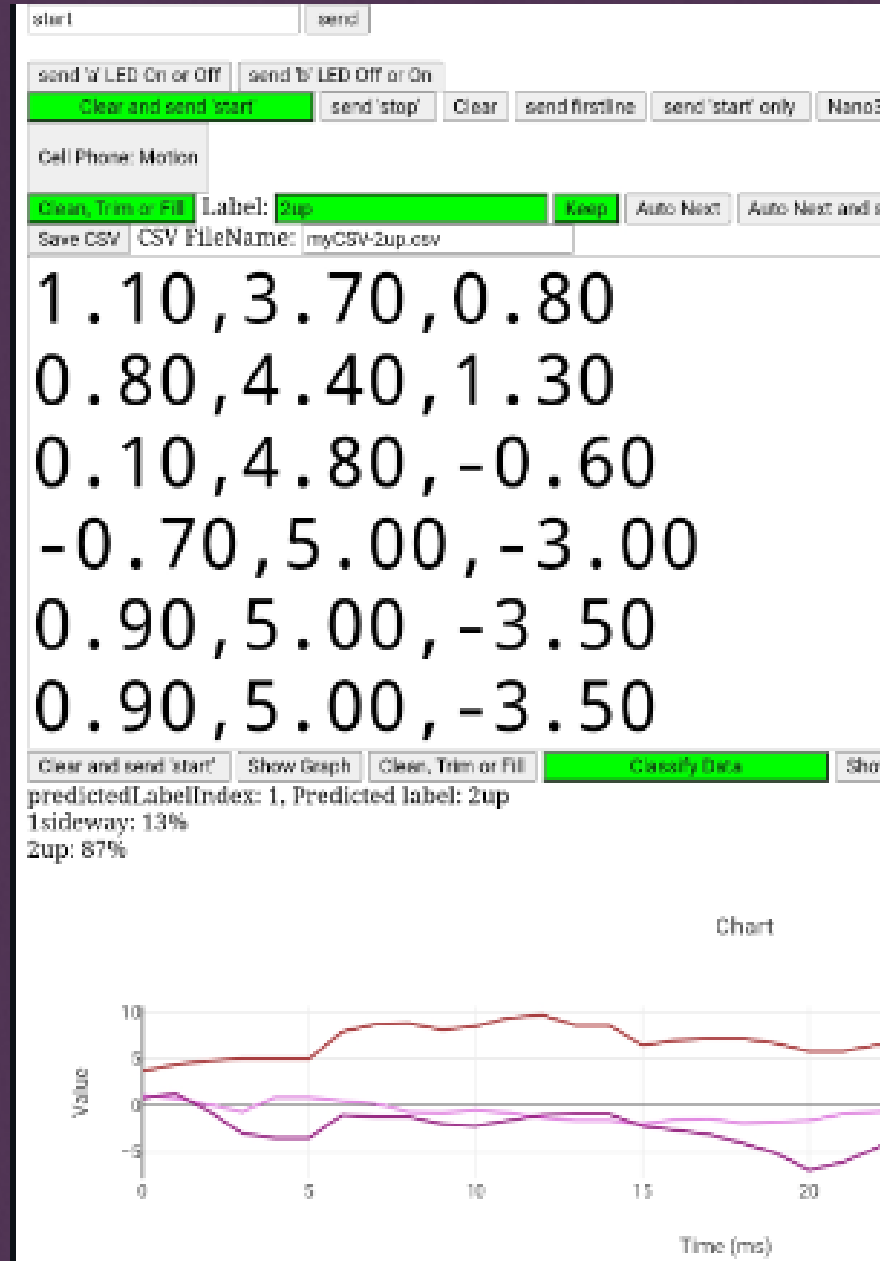 start send
send 'a' LED On or Off send 'b' LED Off or On
Clear and send 'start' send 'stop' Clear send firstline send 'start' only
Cell Phone: Motion
Clean, Trim or Fill Label: 2up Keep Auto Next Auto Next and
Save CSV CSV FileName: myCSV-2up.csv
1.10,3.70,0.80
0.80,4.40,1.30
0.10,4.80,-0.60
-0.70,5.00,-3.00
0.90,5.00,-3.50
0.90,5.00,-3.50
Clear and send 'start' Show Graph Clean, Trim or Fill Classify Data
predictedLabelIndex: 1, Predicted label: 2up
1sideway: 13%
2up: 87%
Chart
10
5
0
-5
Value
0 5 10 15 20
Time (ms)